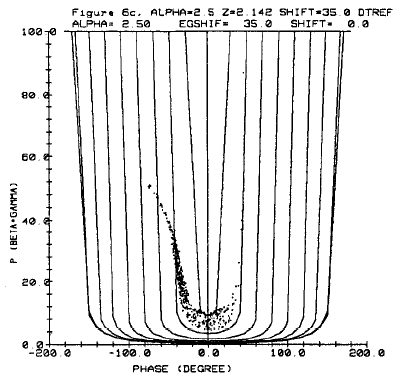 Figure 6c. ALPHA=2.5 Z=2.142 SHIFT=35.0 DTREF
ALPHA= 2.50 EGSHIF= 35.0 SHIFT= 0.0
100.0
80.0
60.0
40.0
20.0
0.0
P (BETA*GAMMA)
-200.0 -100.0 0.0 100.0 200.0
PHASE (DEGREE)